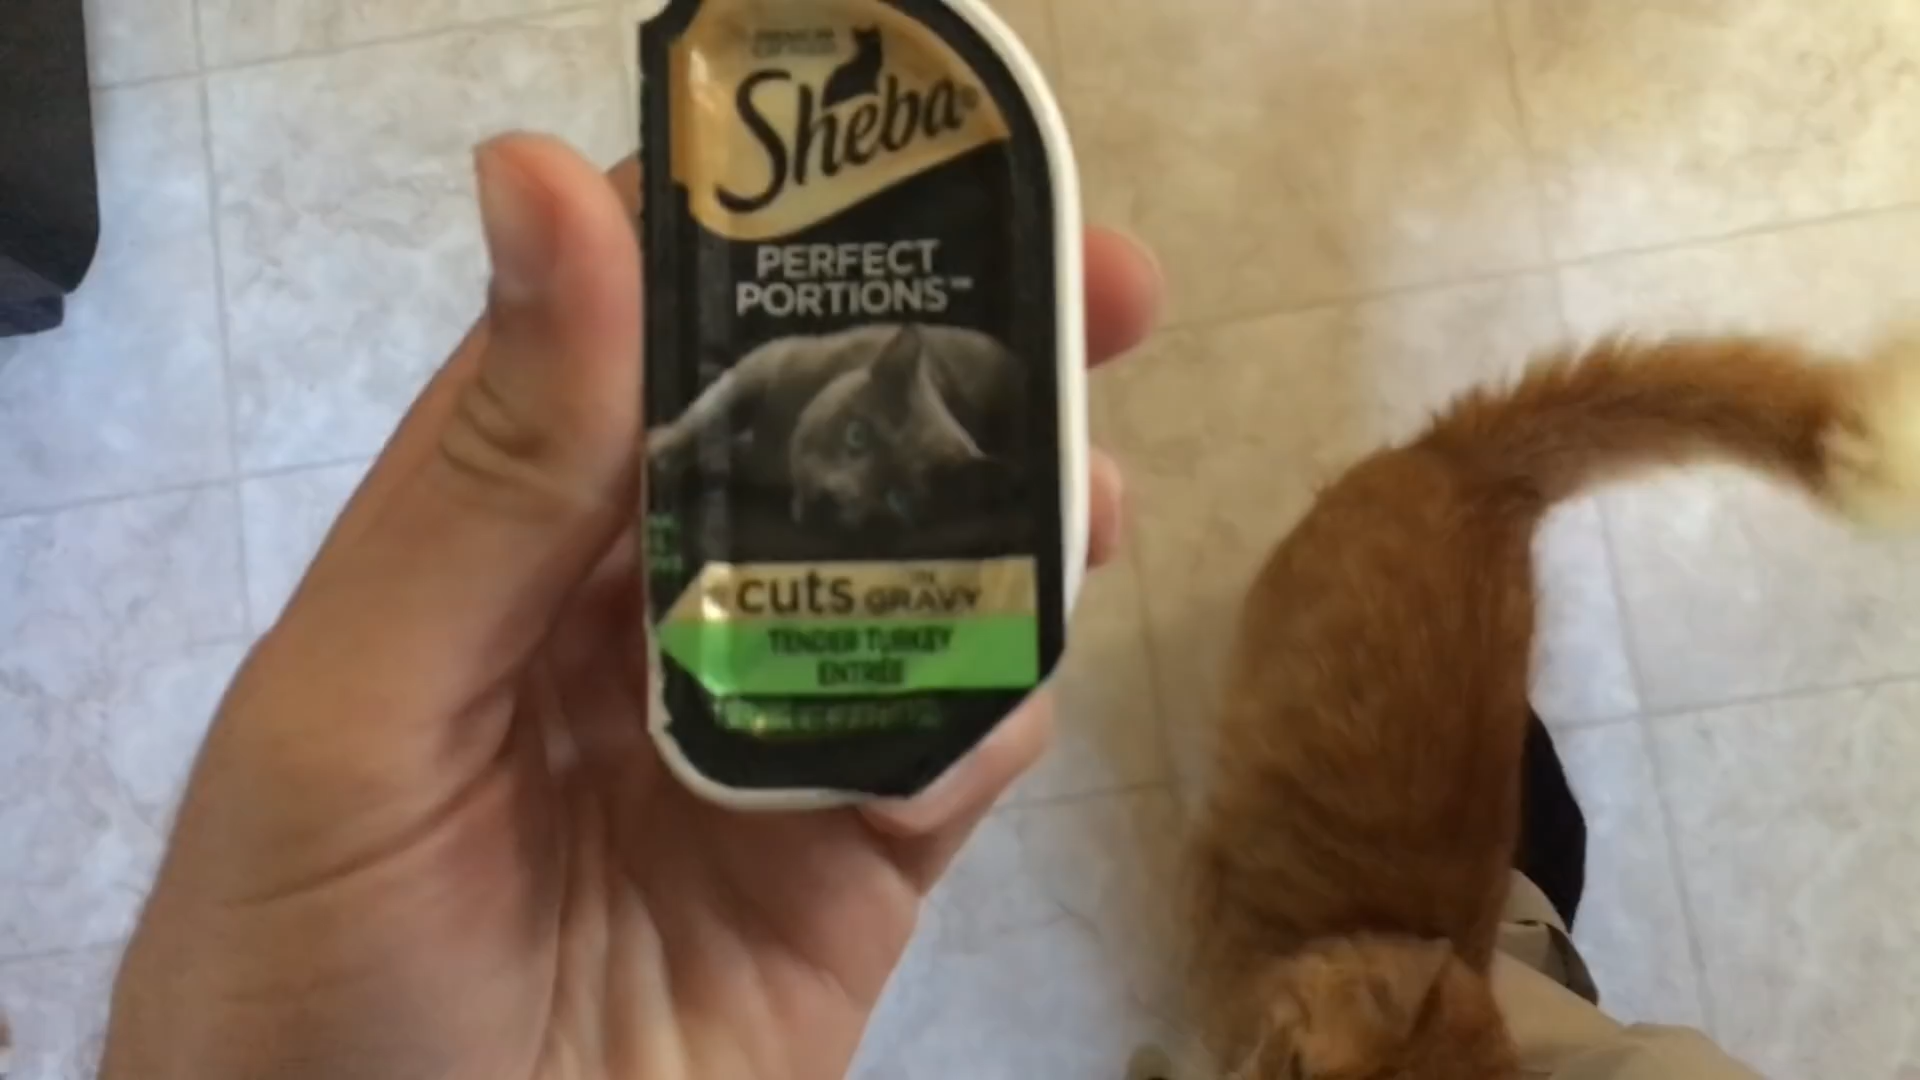 Sheba
PERFECT
PORTIONS™
cuts IN GRAVY
TENDER TURKEY
ENTRÉE